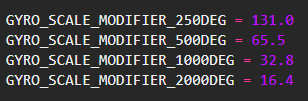 GYRO_SCALE_MODIFIER_250DEG = 131.0
GYRO_SCALE_MODIFIER_500DEG = 65.5
GYRO_SCALE_MODIFIER_1000DEG = 32.8
GYRO_SCALE_MODIFIER_2000DEG = 16.4